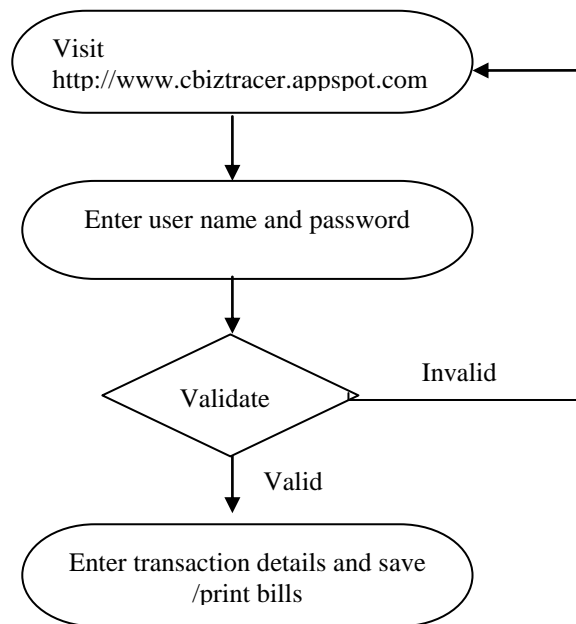 Visit
http://www.cbiztracer.appspot.com
Enter user name and password
Validate
Invalid
Valid
Enter transaction details and save
/print bills